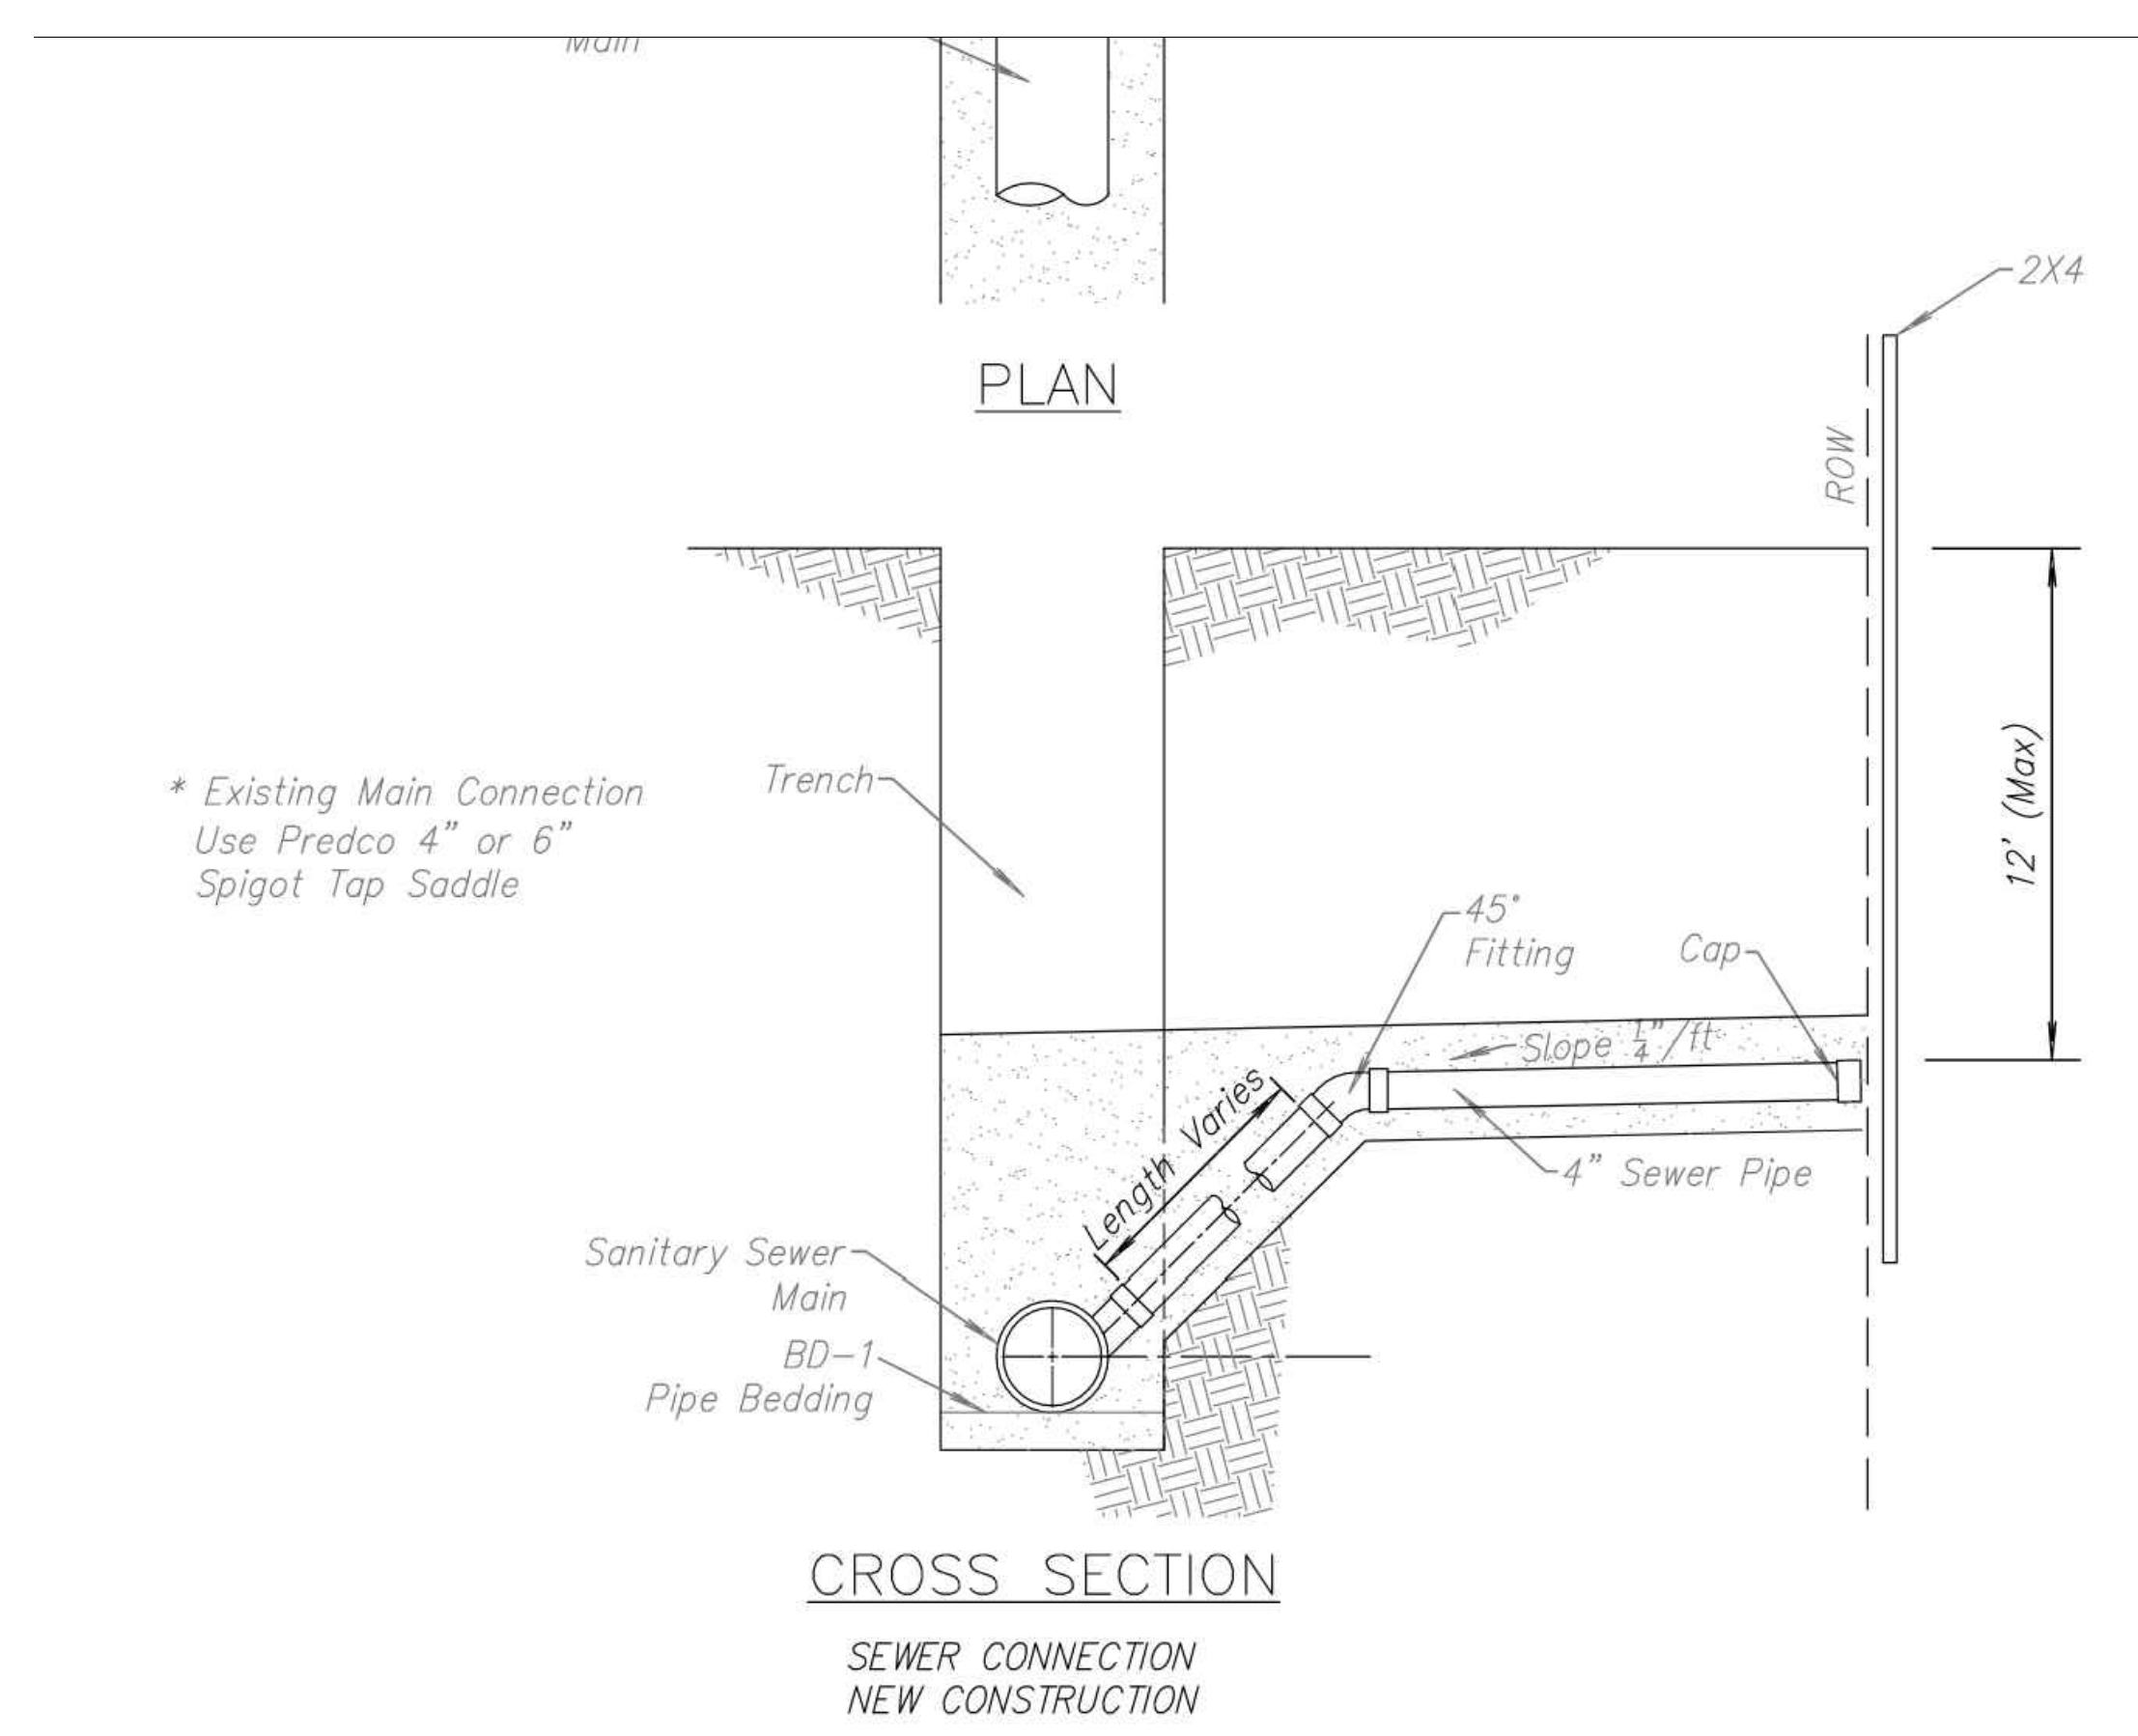 Main
PLAN
2X4
ROW
12' (Max)
* Existing Main Connection
Use Predco 4" or 6"
Spigot Tap Saddle
Trench
45°
Fitting
Cap
Slope 1/4"/ft
Length Varies
4" Sewer Pipe
Sanitary Sewer
Main
BD-1
Pipe Bedding
CROSS SECTION
SEWER CONNECTION
NEW CONSTRUCTION